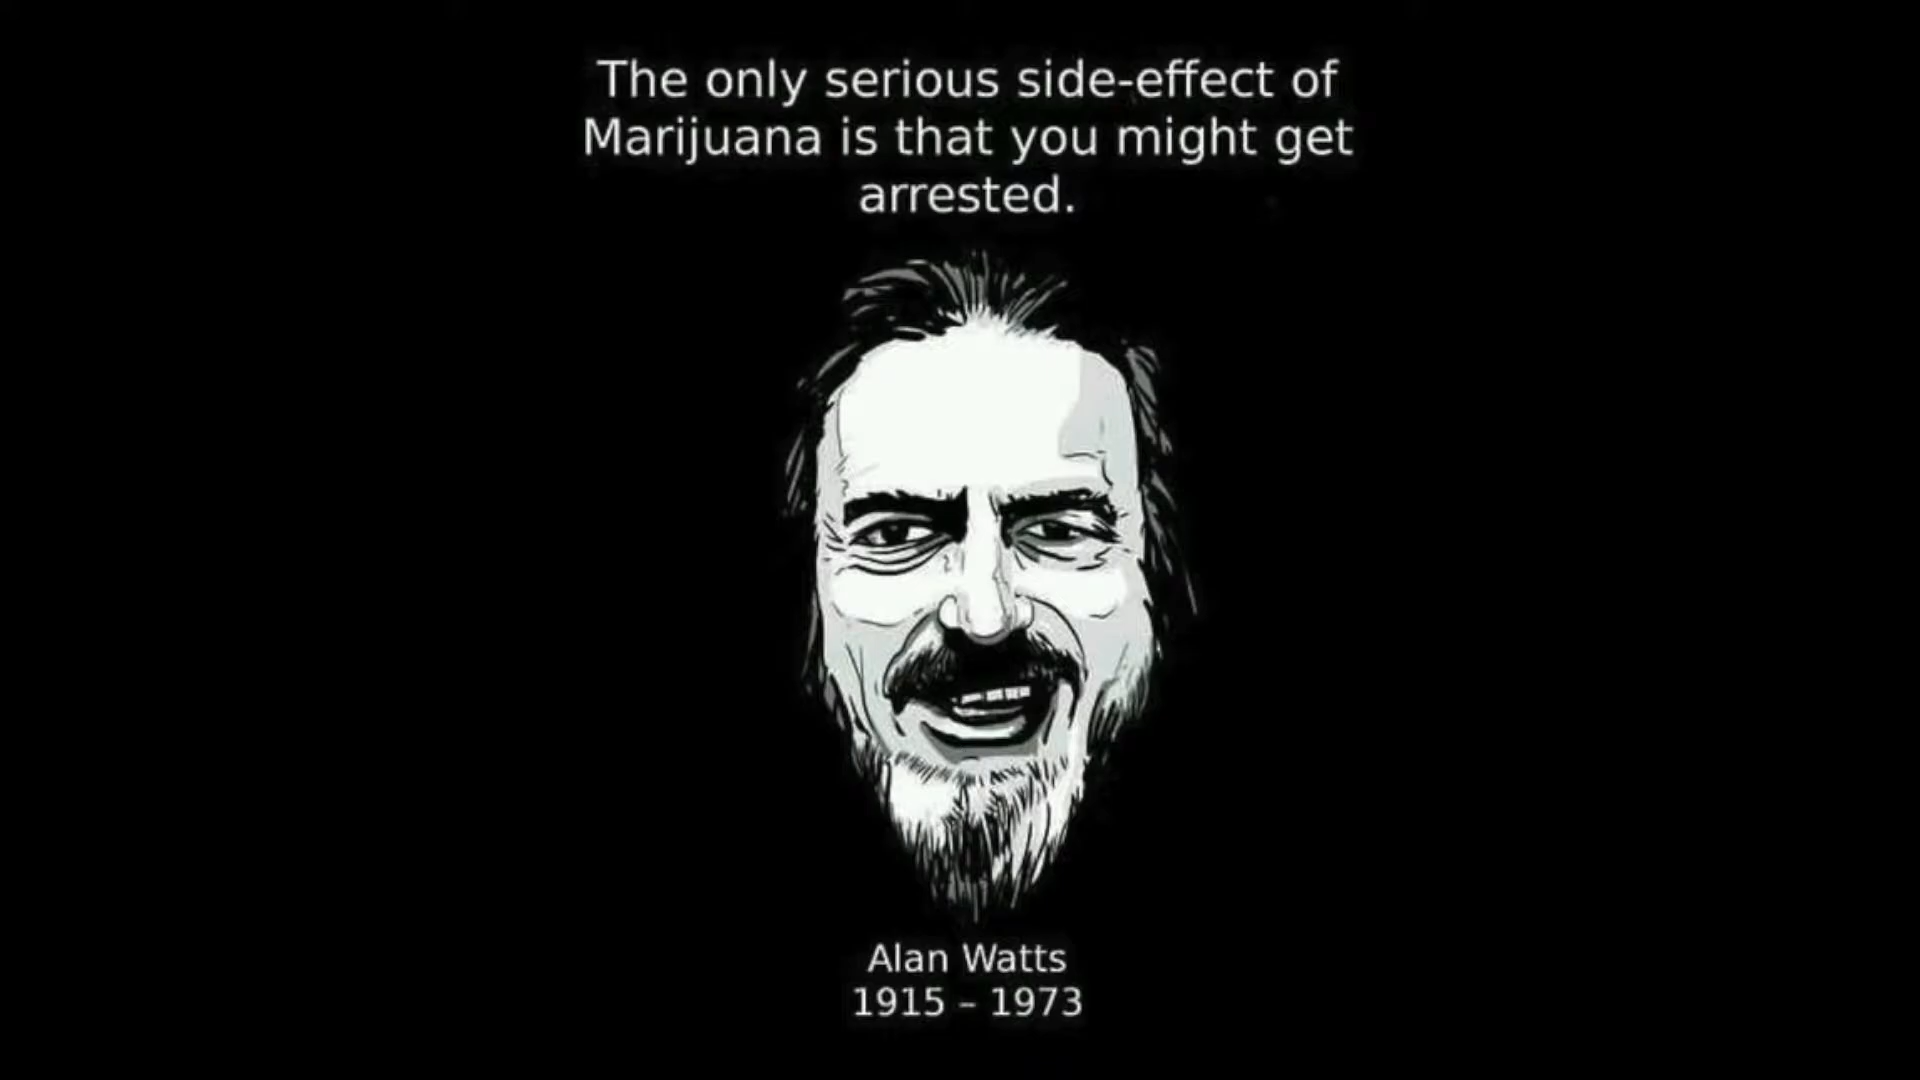 The only serious side-effect of
Marijuana is that you might get
arrested.
Alan Watts
1915 – 1973